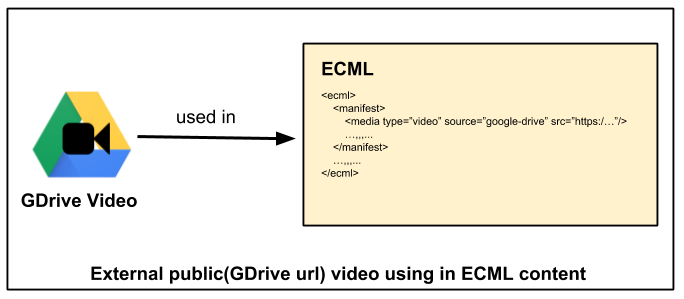 used in
GDrive Video
ECML
<ecml>
<manifest>
<media type="video" source="google-drive" src="https:/…"/>
…,,,...
</manifest>
…,,,...
</ecml>
External public(GDrive url) video using in ECML content